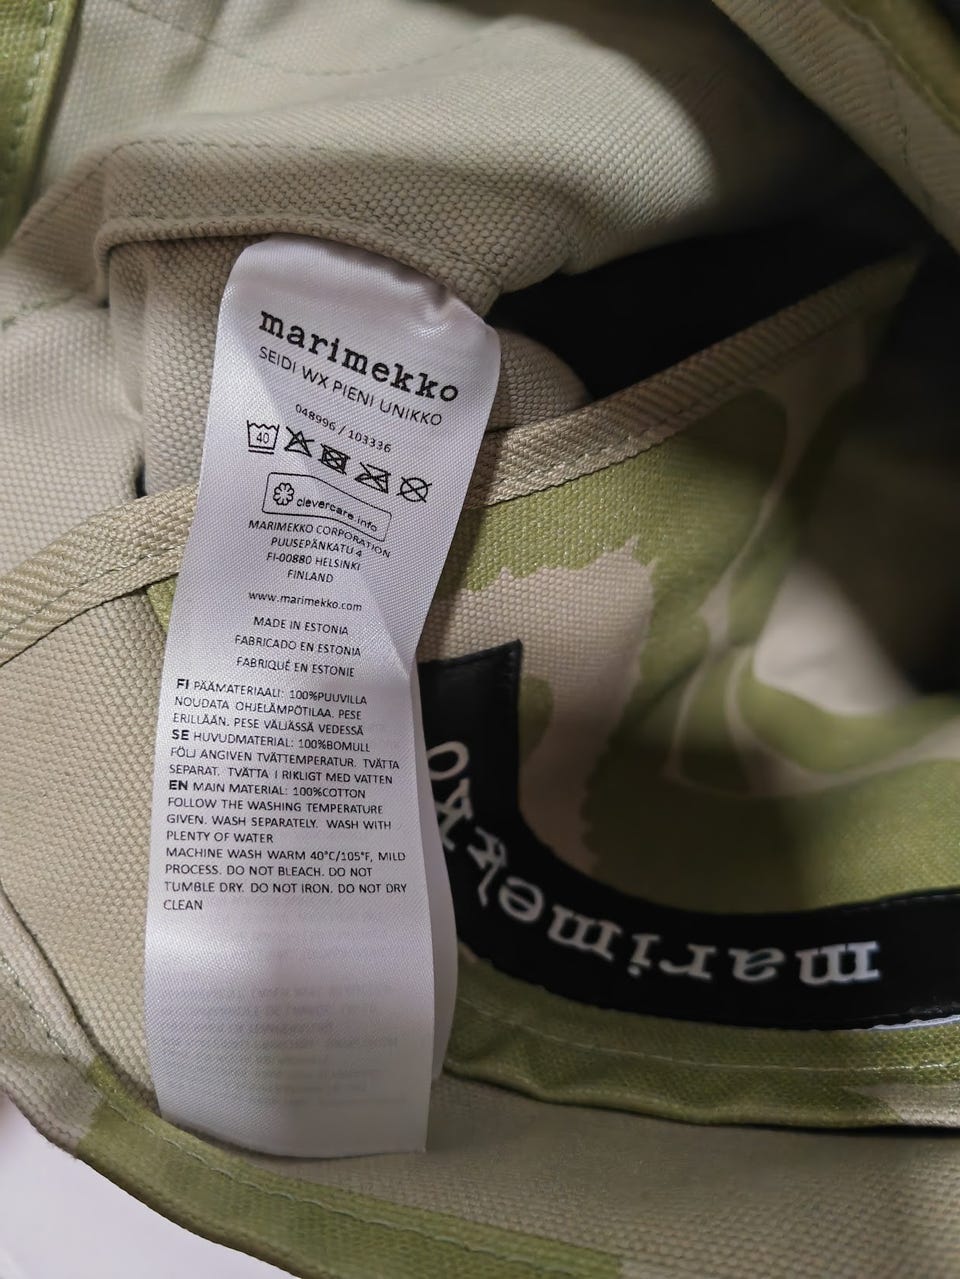 marimekko
SEIDI WX PIENI UNIKKO
048996 / 103336
40
clevercare.info
MARIMEKKO CORPORATION
PUUSEPÄNKATU 4
FI-00880 HELSINKI
FINLAND
www.marimekko.com
MADE IN ESTONIA
FABRICADO EN ESTONIA
FABRIQUÉ EN ESTONIE
FI PÄÄMATERIAALI: 100%PUUVILLA
NOUDATA OHJELÄMPÖTILAA. PESE
ERILLÄÄN. PESE VÄLJÄSSÄ VEDESSÄ
SE HUVUDMATERIAL: 100%BOMULL
FÖLJ ANGIVEN TVÄTTEMPERATUR. TVÄTTA
SEPARAT. TVÄTTA I RIKLIGT MED VATTEN
EN MAIN MATERIAL: 100%COTTON
FOLLOW THE WASHING TEMPERATURE
GIVEN. WASH SEPARATELY. WASH WITH
PLENTY OF WATER
MACHINE WASH WARM 40°C/105°F, MILD
PROCESS. DO NOT BLEACH. DO NOT
TUMBLE DRY. DO NOT IRON. DO NOT DRY
CLEAN
marimekko